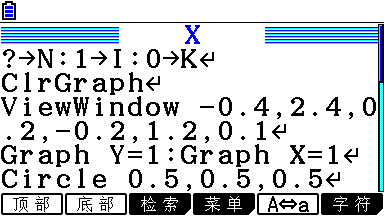 X
?→N:1→I:0→K↵
ClrGraph↵
ViewWindow -0.4,2.4,0
.2,-0.2,1.2,0.1↵
Graph Y=1:Graph X=1↵
Circle 0.5,0.5,0.5↵
顶部 底部 检索 菜单 A⇔a 字符